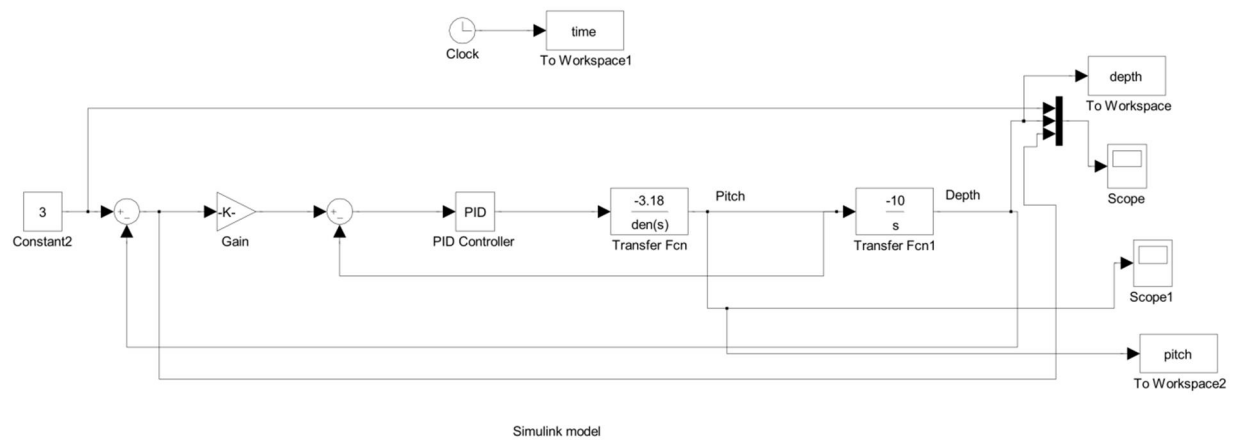 time
Clock
To Workspace1
depth
To Workspace
3
+
-
-K-
+
-
PID
-3.18
den(s)
Pitch
-10
s
Depth
Scope
Constant2
Gain
PID Controller
Transfer Fcn
Transfer Fcn1
Scope1
pitch
To Workspace2
Simulink model